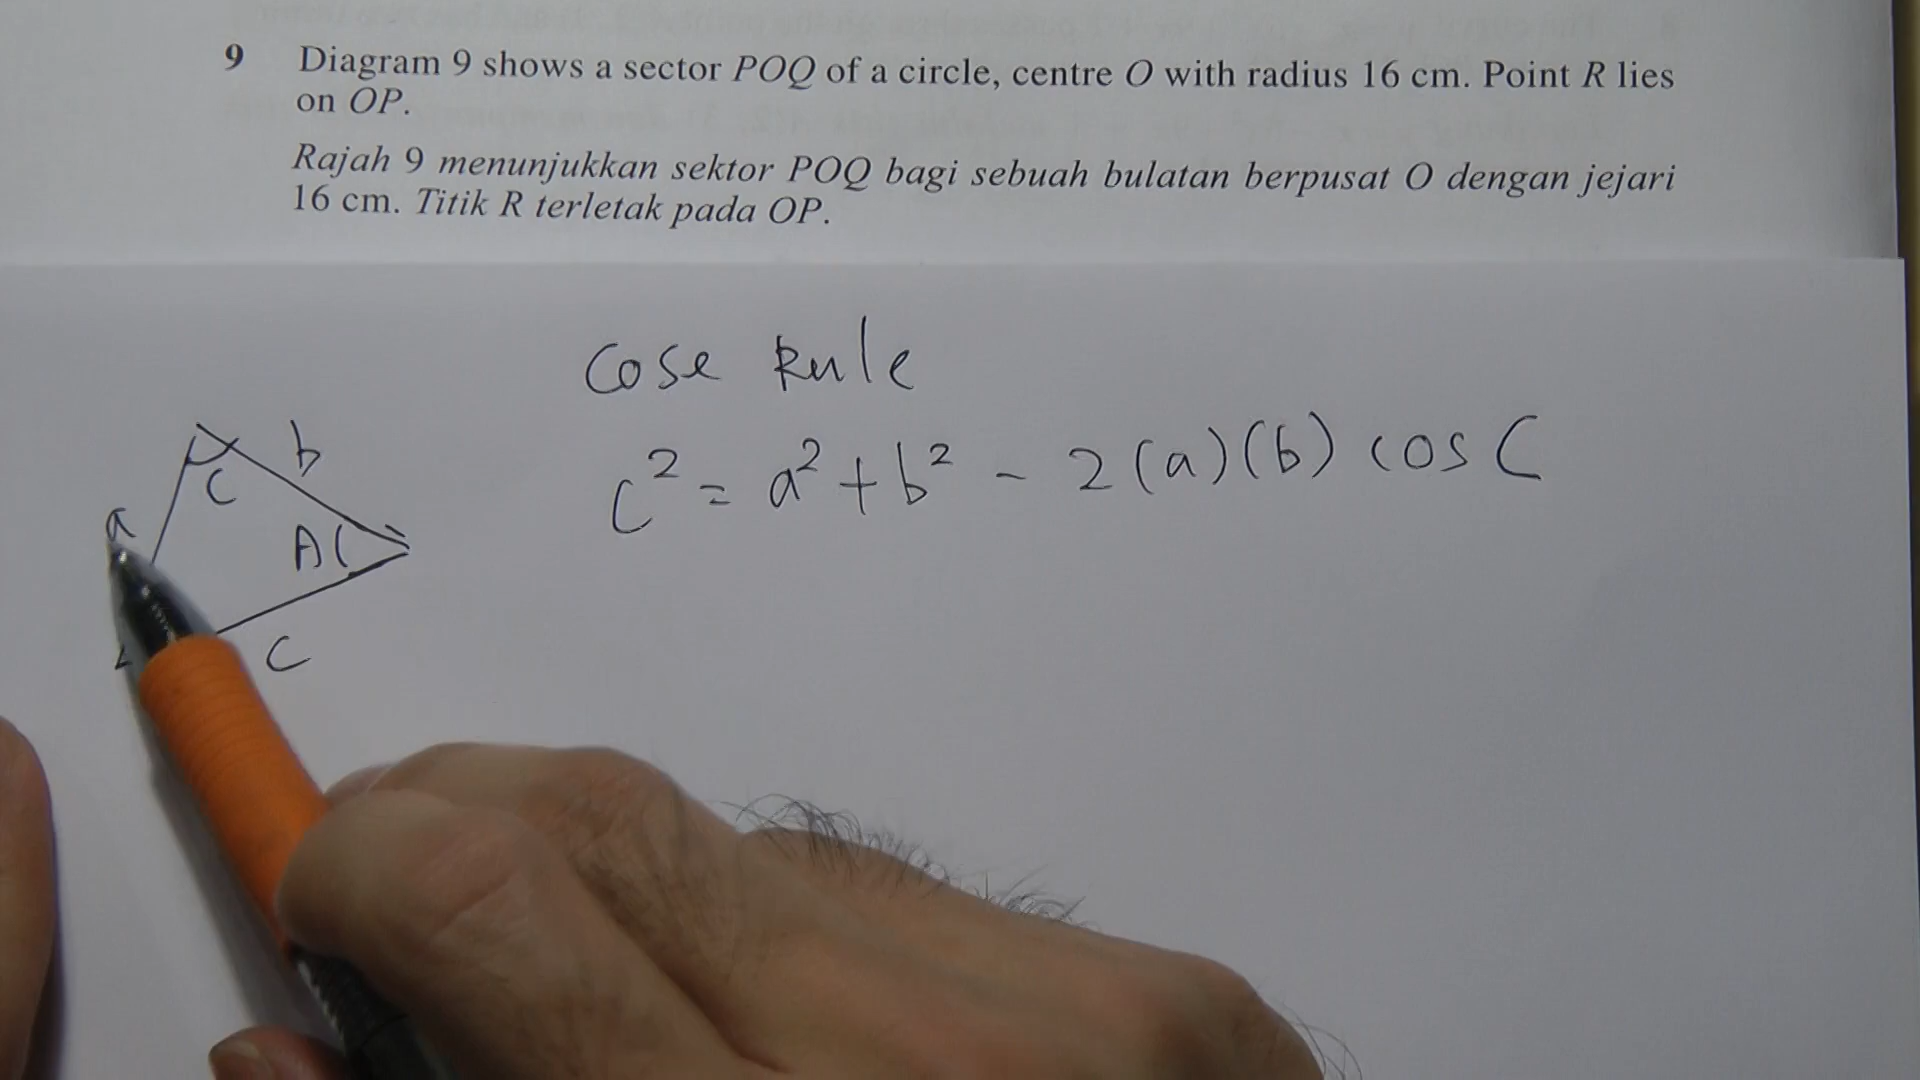 9 Diagram 9 shows a sector POQ of a circle, centre O with radius 16 cm. Point R lies
on OP.
Rajah 9 menunjukkan sektor POQ bagi sebuah bulatan berpusat O dengan jejari
16 cm. Titik R terletak pada OP.
Cose Rule
c² = a² + b² - 2(a)(b) cos C
b
C
a
A
c